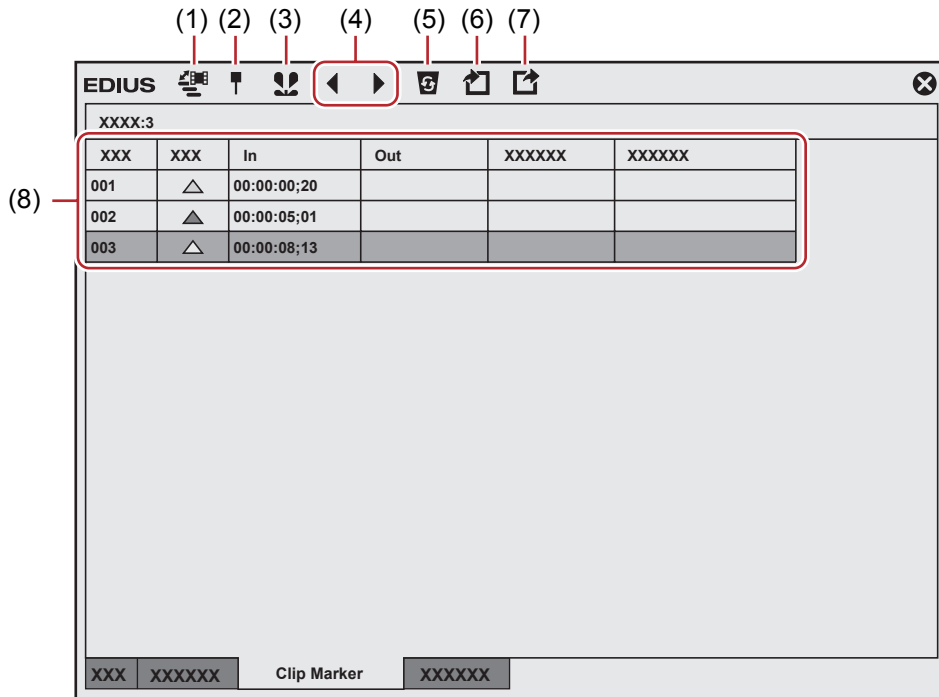 (1) (2) (3) (4) (5) (6) (7)
EDIUS
XXXX:3
XXX XXX In Out XXXXXX XXXXXX
(8)
001 00:00:00;20
002 00:00:05;01
003 00:00:08;13
XXX XXXXXX Clip Marker XXXXXX